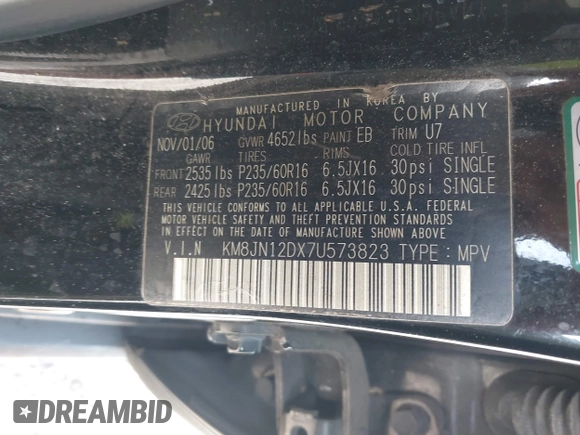 MANUFACTURED IN KOREA BY
HYUNDAI MOTOR COMPANY
NOV/01/06 GVWR 4652lbs PAINT EB TRIM U7
GAWR TIRES RIMS COLD TIRE INFL
FRONT 2535lbs P235/60R16 6.5JX16 30psi SINGLE
REAR 2425lbs P235/60R16 6.5JX16 30psi SINGLE
THIS VEHICLE CONFORMS TO ALL APPLICABLE U.S.A. FEDERAL
MOTOR VEHICLE SAFETY AND THEFT PREVENTION STANDARDS
IN EFFECT ON THE DATE OF MANUFACTURE SHOWN ABOVE
V.I.N KM8JN12DX7U573823 TYPE : MPV
DREAMBID